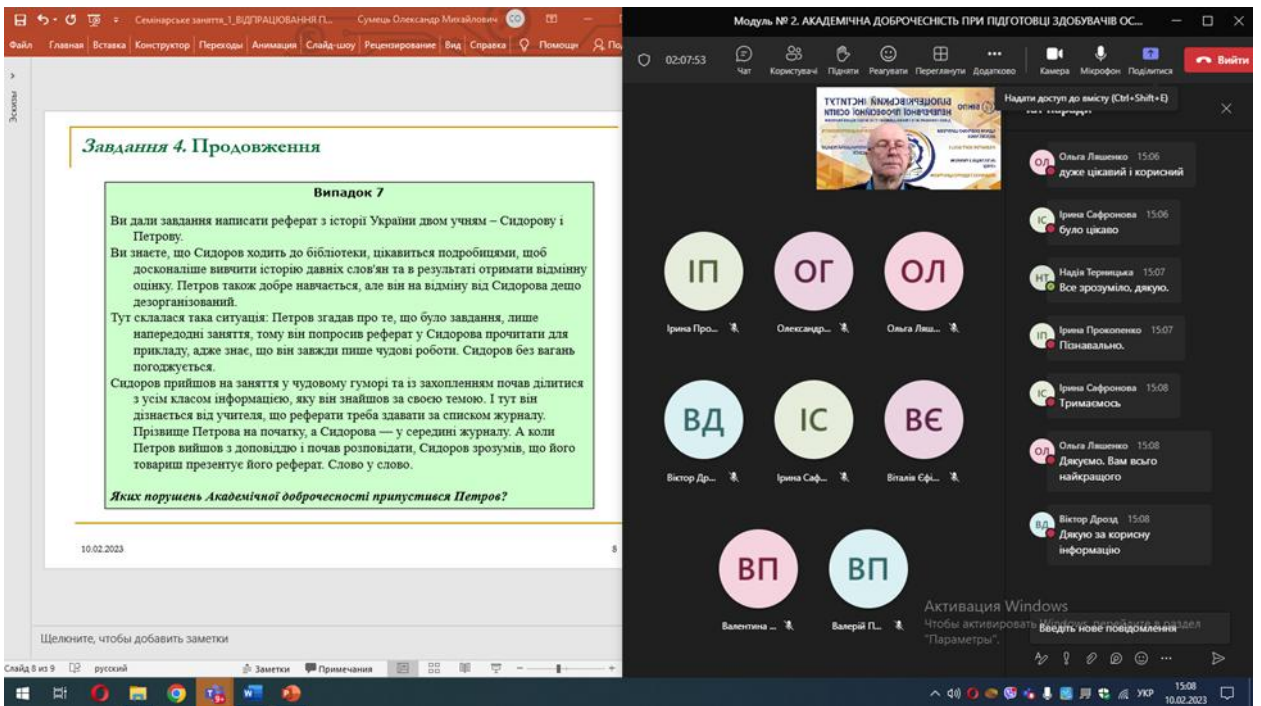 Семінарське заняття_1_ВІДПРАЦЮВАННЯ П...
Сумець Олександр Михайлович
СО
Файл Главная Вставка Конструктор Переходы Анимация Слайд-шоу Рецензирование Вид Справка Помощн
Эскизы
Завдання 4. Продовження
Випадок 7
Ви дали завдання написати реферат з історії України двом учням – Сидорову і
Петрову.
Ви знаєте, що Сидоров ходить до бібліотеки, цікавиться подробицями, щоб
досконаліше вивчити історію давніх слов'ян та в результаті отримати відмінну
оцінку. Петров також добре навчається, але він на відміну від Сидорова дещо
дезорганізований.
Тут склалася така ситуація: Петров згадав про те, що було завдання, лише
напередодні заняття, тому він попросив реферат у Сидорова прочитати для
прикладу, адже знає, що він завжди пише чудові роботи. Сидоров без вагань
погоджується.
Сидоров прийшов на заняття у чудовому гуморі та із захопленням почав ділитися
з усім класом інформацією, яку він знайшов за своєю темою. І тут він
дізнається від учителя, що реферати треба здавати за списком журналу.
Прізвище Петрова на початку, а Сидорова — у середині журналу. А коли
Петров вийшов з доповіддю і почав розповідати, Сидоров зрозумів, що його
товариш презентує його реферат. Слово у слово.
Яких порушень Академічної доброчесності припустився Петров?
10.02.2023
8
Щелкните, чтобы добавить заметки
Слайд 8 из 9 русский Заметки Примечания
Модуль № 2. АКАДЕМІЧНА ДОБРОЧЕСНІСТЬ ПРИ ПІДГОТОВЦІ ЗДОБУВАЧІВ ОС...
02:07:53
Чат Користувачі Підняти Реагувати Переглянути Додатково Камера Мікрофон Поділитися
Вийти
Надати доступ до вмісту (Ctrl+Shift+E)
ІП
Ірина Про...
ОГ
Олександр...
ОЛ
Ольга Ляш...
ВД
Віктор Др...
ІС
Ірина Саф...
ВЄ
Віталія Єфі...
ВП
Валентина ...
ВП
Валерій П...
ОЛ
Ольга Ляшенко 15:06
дуже цікавий і корисний
ІС
Ірина Сафронова 15:06
було цікаво
НТ
Надія Терницька 15:07
Все зрозуміло, дякую.
ІП
Ірина Прокопенко 15:07
Пізнавально.
ІС
Ірина Сафронова 15:08
Тримаємось
ОЛ
Ольга Ляшенко 15:08
Дякуємо. Вам всього
найкращого
ВД
Віктор Дрозд 15:08
Дякую за корисну
інформацію
Активация Windows
Чтобы активировать Windows, перейдите в раздел
"Параметры".
Введіть нове повідомлення
УКР
15:08
10.02.2023